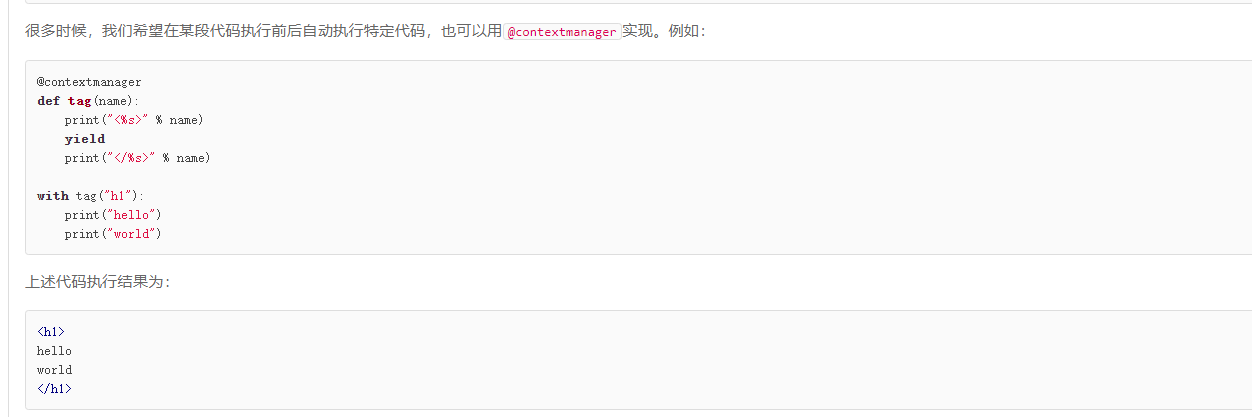 很多时候，我们希望在某段代码执行前后自动执行特定代码，也可以用@contextmanager实现。例如：
@contextmanager
def tag(name):
    print("<%s>" % name)
    yield
    print("</%s>" % name)
with tag("h1"):
    print("hello")
    print("world")
上述代码执行结果为：
<h1>
hello
world
</h1>